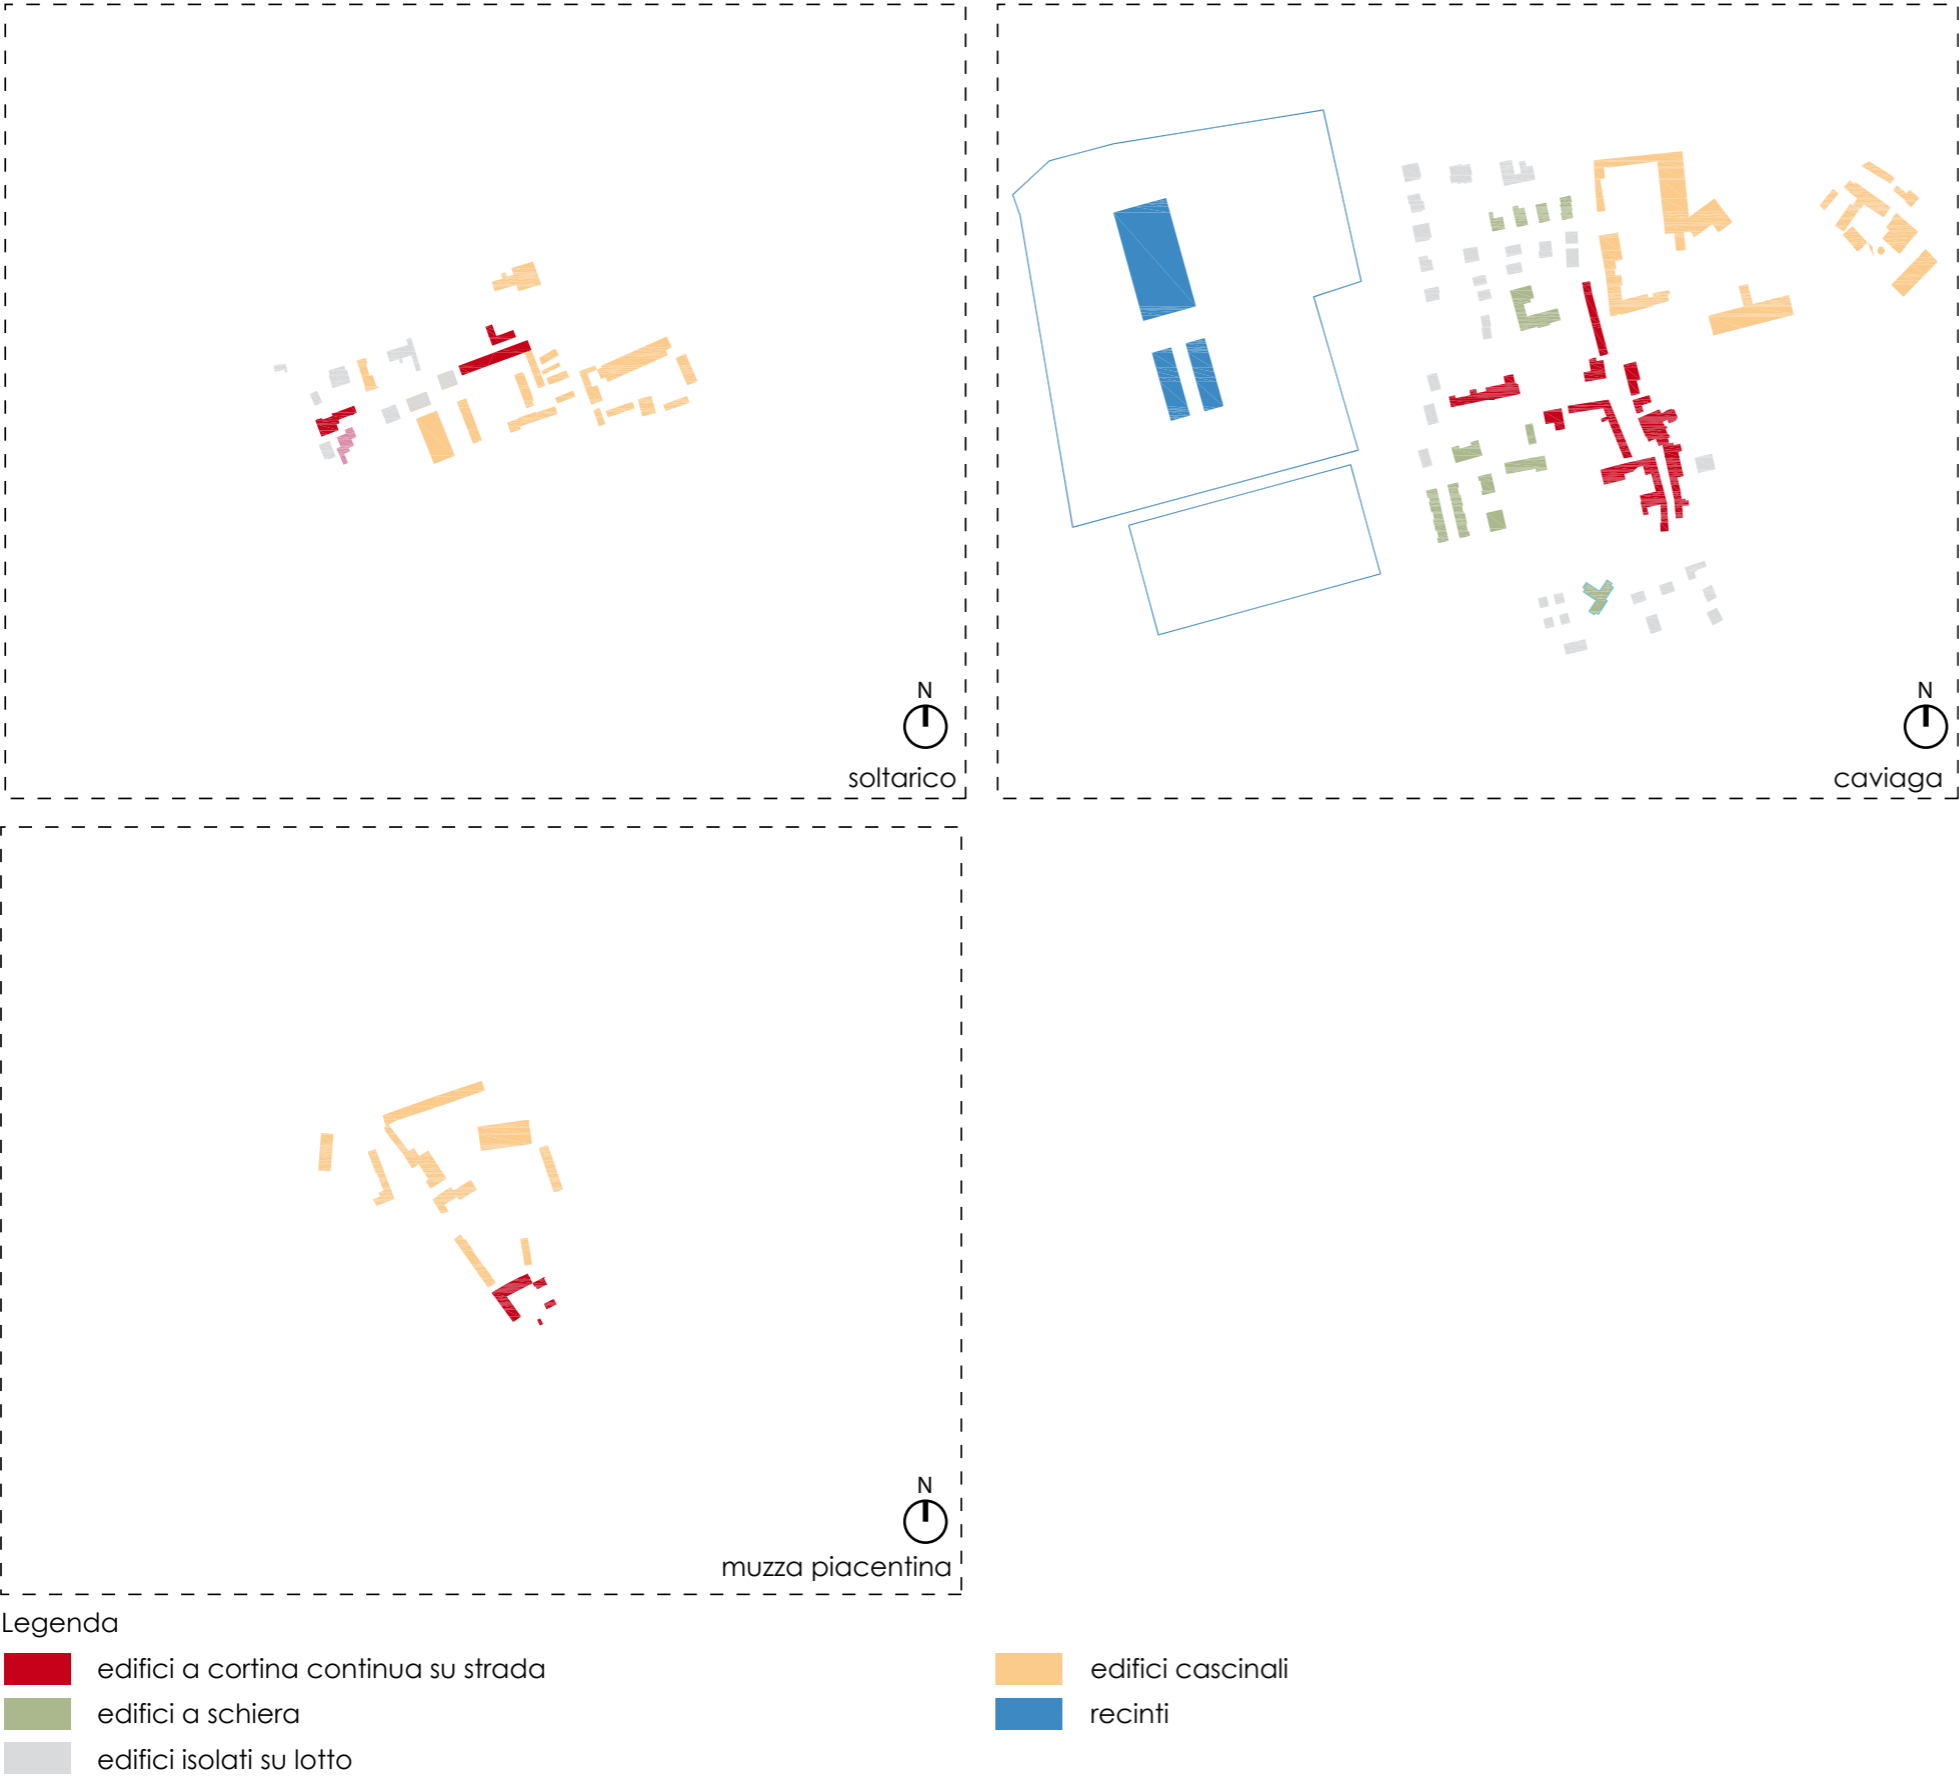 N
soltarico
N
caviaga
N
muzza piacentina
Legenda
edifici a cortina continua su strada
edifici a schiera
edifici isolati su lotto
edifici cascinali
recinti